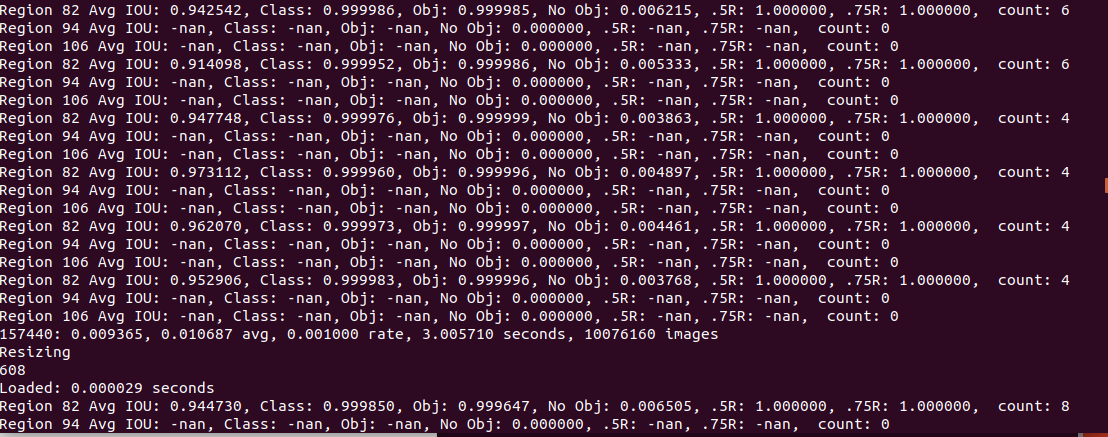 Region 82 Avg IOU: 0.942542, Class: 0.999986, Obj: 0.999985, No Obj: 0.006215, .5R: 1.000000, .75R: 1.000000,  count: 6
Region 94 Avg IOU: -nan, Class: -nan, Obj: -nan, No Obj: 0.000000, .5R: -nan, .75R: -nan,  count: 0
Region 106 Avg IOU: -nan, Class: -nan, Obj: -nan, No Obj: 0.000000, .5R: -nan, .75R: -nan,  count: 0
Region 82 Avg IOU: 0.914098, Class: 0.999952, Obj: 0.999986, No Obj: 0.005333, .5R: 1.000000, .75R: 1.000000,  count: 6
Region 94 Avg IOU: -nan, Class: -nan, Obj: -nan, No Obj: 0.000000, .5R: -nan, .75R: -nan,  count: 0
Region 106 Avg IOU: -nan, Class: -nan, Obj: -nan, No Obj: 0.000000, .5R: -nan, .75R: -nan,  count: 0
Region 82 Avg IOU: 0.947748, Class: 0.999976, Obj: 0.999999, No Obj: 0.003863, .5R: 1.000000, .75R: 1.000000,  count: 4
Region 94 Avg IOU: -nan, Class: -nan, Obj: -nan, No Obj: 0.000000, .5R: -nan, .75R: -nan,  count: 0
Region 106 Avg IOU: -nan, Class: -nan, Obj: -nan, No Obj: 0.000000, .5R: -nan, .75R: -nan,  count: 0
Region 82 Avg IOU: 0.973112, Class: 0.999960, Obj: 0.999996, No Obj: 0.004897, .5R: 1.000000, .75R: 1.000000,  count: 4
Region 94 Avg IOU: -nan, Class: -nan, Obj: -nan, No Obj: 0.000000, .5R: -nan, .75R: -nan,  count: 0
Region 106 Avg IOU: -nan, Class: -nan, Obj: -nan, No Obj: 0.000000, .5R: -nan, .75R: -nan,  count: 0
Region 82 Avg IOU: 0.962070, Class: 0.999973, Obj: 0.999997, No Obj: 0.004461, .5R: 1.000000, .75R: 1.000000,  count: 4
Region 94 Avg IOU: -nan, Class: -nan, Obj: -nan, No Obj: 0.000000, .5R: -nan, .75R: -nan,  count: 0
Region 106 Avg IOU: -nan, Class: -nan, Obj: -nan, No Obj: 0.000000, .5R: -nan, .75R: -nan,  count: 0
Region 82 Avg IOU: 0.952906, Class: 0.999983, Obj: 0.999996, No Obj: 0.003768, .5R: 1.000000, .75R: 1.000000,  count: 4
Region 94 Avg IOU: -nan, Class: -nan, Obj: -nan, No Obj: 0.000000, .5R: -nan, .75R: -nan,  count: 0
Region 106 Avg IOU: -nan, Class: -nan, Obj: -nan, No Obj: 0.000000, .5R: -nan, .75R: -nan,  count: 0
157440: 0.009365, 0.010687 avg, 0.001000 rate, 3.005710 seconds, 10076160 images
Resizing
608
Loaded: 0.000029 seconds
Region 82 Avg IOU: 0.944730, Class: 0.999850, Obj: 0.999647, No Obj: 0.006505, .5R: 1.000000, .75R: 1.000000,  count: 8
Region 94 Avg IOU: -nan, Class: -nan, Obj: -nan, No Obj: 0.000000, .5R: -nan, .75R: -nan,  count: 0